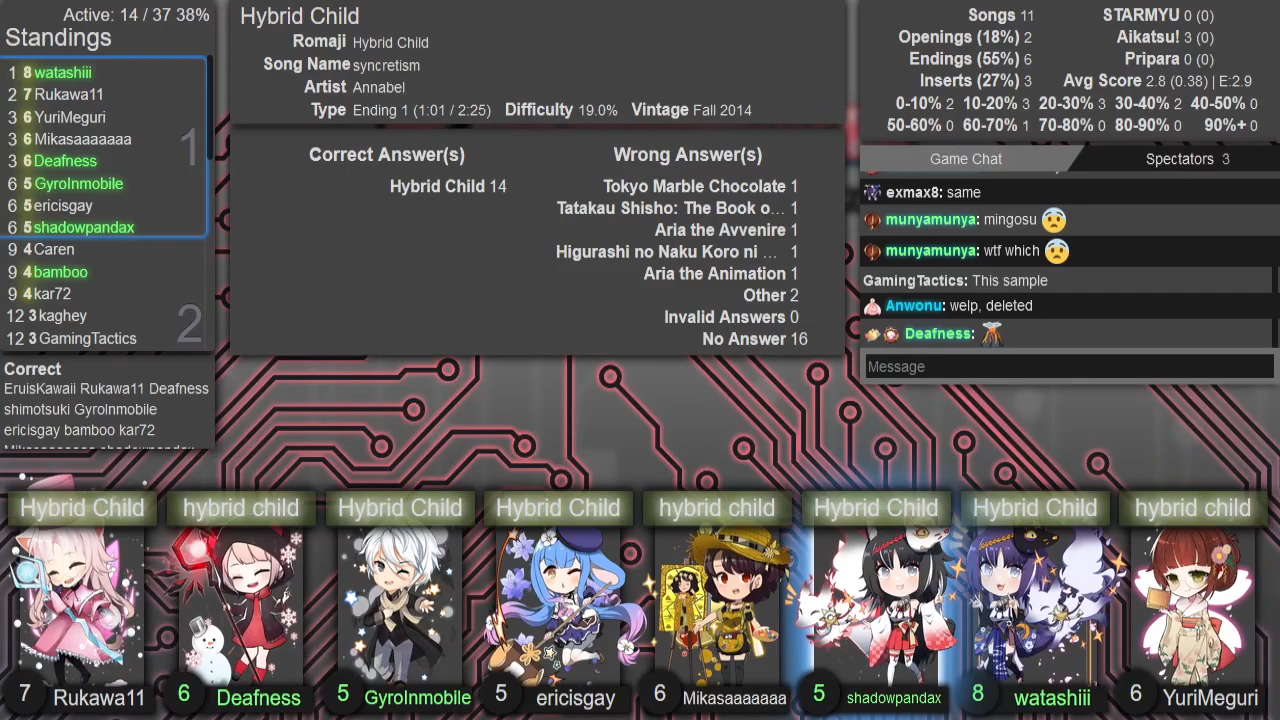 Active: 14 / 37 38%
Standings
1 8 watashiii
2 7 Rukawa11
3 6 YuriMeguri
3 6 Mikasaaaaaaa
3 6 Deafness
6 5 GyroInmobile
6 5 ericisgay
6 5 shadowpandax
1
9 4 Caren
9 4 bamboo
9 4 kar72
12 3 kaghey
12 3 GamingTactics
2
Correct
EruisKawaii Rukawa11 Deafness
shimotsuki GyroInmobile
ericisgay bamboo kar72
Mikasaaaaaaa shadowpandax
Hybrid Child
Romaji Hybrid Child
Song Name syncretism
Artist Annabel
Type Ending 1 (1:01 / 2:25) Difficulty 19.0% Vintage Fall 2014
Correct Answer(s)
Hybrid Child 14
Wrong Answer(s)
Tokyo Marble Chocolate 1
Tatakau Shisho: The Book o... 1
Aria the Avvenire 1
Higurashi no Naku Koro ni ... 1
Aria the Animation 1
Other 2
Invalid Answers 0
No Answer 16
Songs 11 STARMYU 0 (0)
Openings (18%) 2 Aikatsu! 3 (0)
Endings (55%) 6 Pripara 0 (0)
Inserts (27%) 3 Avg Score 2.8 (0.38) | E:2.9
0-10% 2 10-20% 3 20-30% 3 30-40% 2 40-50% 0
50-60% 0 60-70% 1 70-80% 0 80-90% 0 90%+ 0
Game Chat Spectators 3
exmax8: same
munyamunya: mingosu
munyamunya: wtf which
GamingTactics: This sample
Anwonu: welp, deleted
Deafness:
Message
Hybrid Child hybrid child Hybrid Child Hybrid Child hybrid child Hybrid Child Hybrid Child hybrid child
7 Rukawa11 6 Deafness 5 GyroInmobile 5 ericisgay 6 Mikasaaaaaaa 5 shadowpandax 8 watashiii 6 YuriMeguri